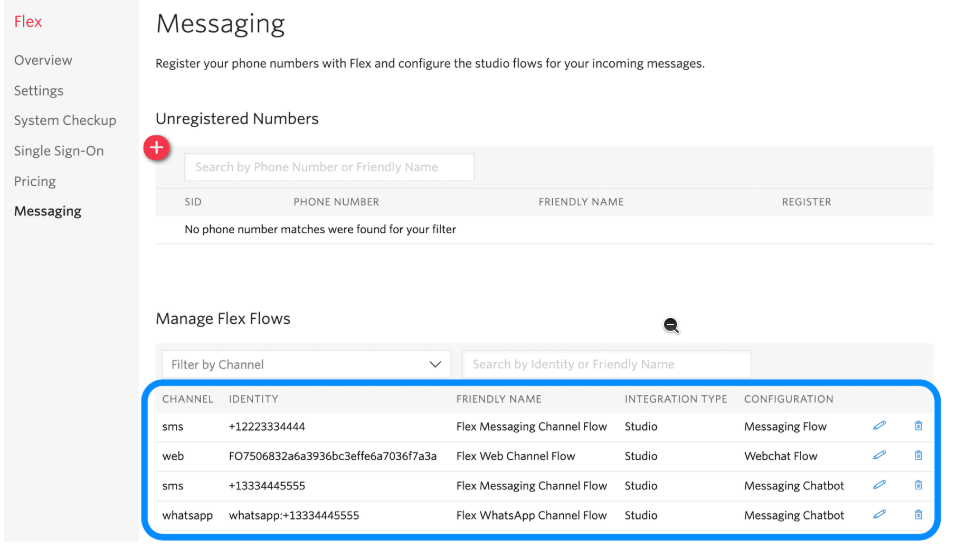 Flex
Overview
Settings
System Checkup
Single Sign-On
Pricing
Messaging
Messaging
Register your phone numbers with Flex and configure the studio flows for your incoming messages.
Unregistered Numbers
Search by Phone Number or Friendly Name
SID PHONE NUMBER FRIENDLY NAME REGISTER
No phone number matches were found for your filter
Manage Flex Flows
Filter by Channel Search by Identity or Friendly Name
CHANNEL IDENTITY FRIENDLY NAME INTEGRATION TYPE CONFIGURATION
sms +12223334444 Flex Messaging Channel Flow Studio Messaging Flow
web FO7506832a6a3936bc3effe6a7036f7a3a Flex Web Channel Flow Studio Webchat Flow
sms +13334445555 Flex Messaging Channel Flow Studio Messaging Chatbot
whatsapp whatsapp:+13334445555 Flex WhatsApp Channel Flow Studio Messaging Chatbot